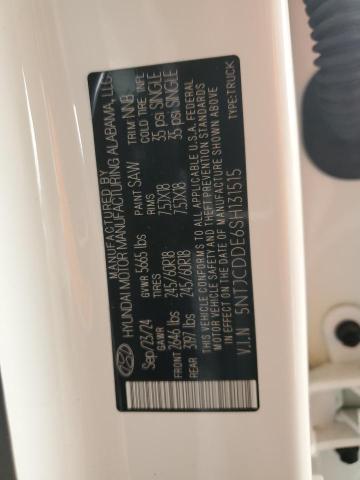 MANUFACTURED BY
HYUNDAI MOTOR MANUFACTURING ALABAMA, LLC
Sep/23/24 GVWR 5665 lbs PAINT SAW TRIM NNB
GAWR TIRES RIMS COLD TIRE INFL
FRONT 2646 lbs 245/60R18 7.5JX18 35 psi SINGLE
REAR 3197 lbs 245/60R18 7.5JX18 35 psi SINGLE
THIS VEHICLE CONFORMS TO ALL APPLICABLE U.S.A. FEDERAL
MOTOR VEHICLE SAFETY AND THEFT PREVENTION STANDARDS
IN EFFECT ON THE DATE OF MANUFACTURE SHOWN ABOVE
V.I.N 5NTJCDDE6SH131515 TYPE:TRUCK